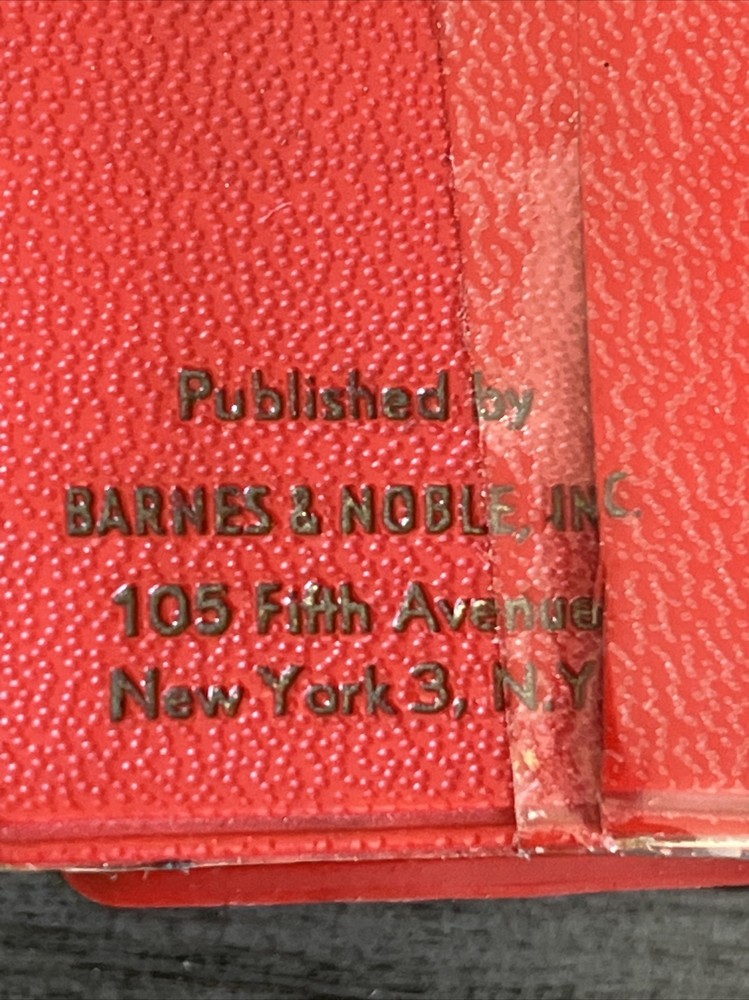 Published by
BARNES & NOBLE, INC.
105 Fifth Avenue
New York 3, N.Y.